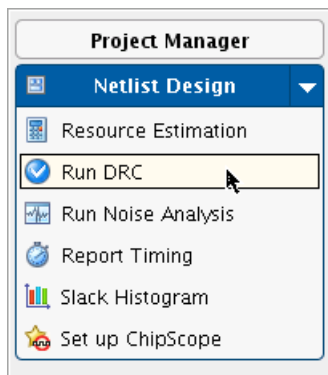 Project Manager
Netlist Design
Resource Estimation
Run DRC
Run Noise Analysis
Report Timing
Slack Histogram
Set up ChipScope